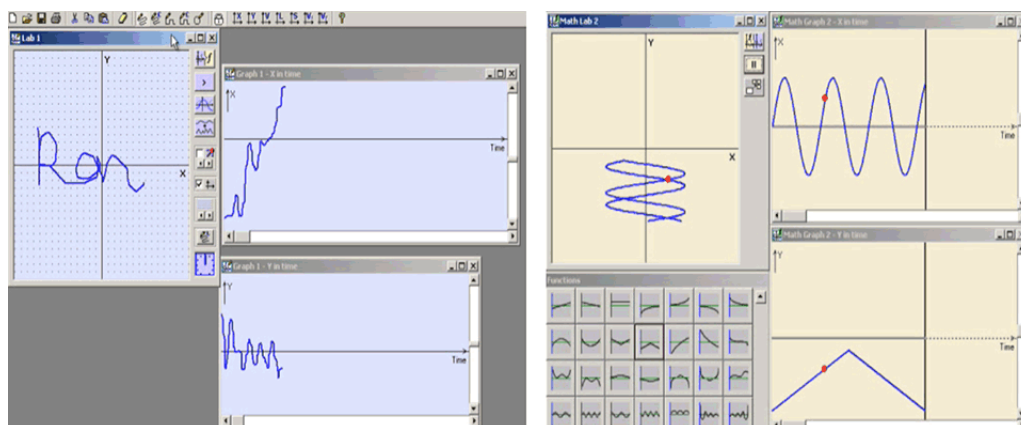 Lab 1
Y
X
Ron
Graph 1 - X in time
X
Time
Graph 1 - Y in time
Y
Time
Math Lab 2
Y
X
Math Graph 2 - X in time
X
Time
Math Graph 2 - Y in time
Y
Time
Functions